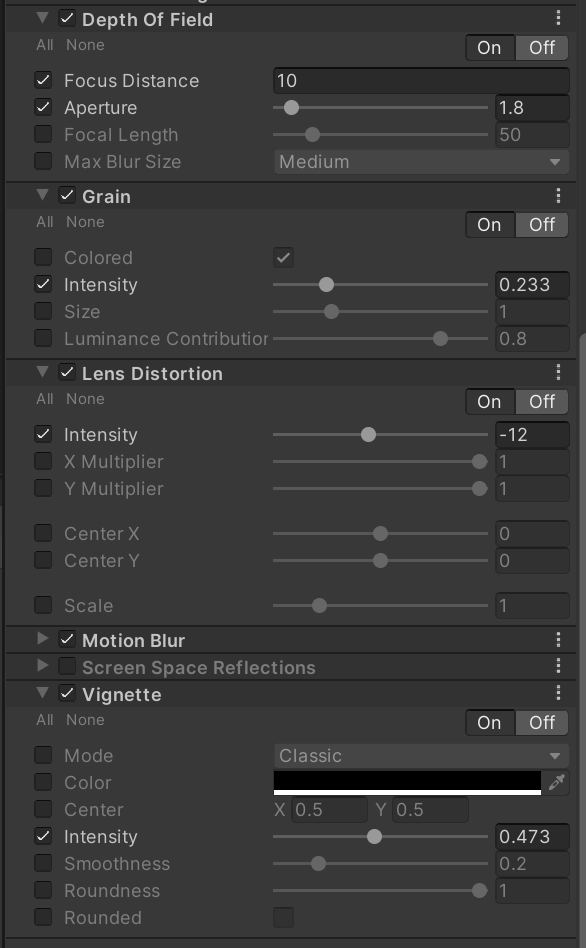 Depth Of Field
All None
On Off
Focus Distance 10
Aperture 1.8
Focal Length 50
Max Blur Size Medium
Grain
All None
On Off
Colored
Intensity 0.233
Size 1
Luminance Contribution 0.8
Lens Distortion
All None
On Off
Intensity -12
X Multiplier 1
Y Multiplier 1
Center X 0
Center Y 0
Scale 1
Motion Blur
Screen Space Reflections
Vignette
All None
On Off
Mode Classic
Color
Center X 0.5 Y 0.5
Intensity 0.473
Smoothness 0.2
Roundness 1
Rounded